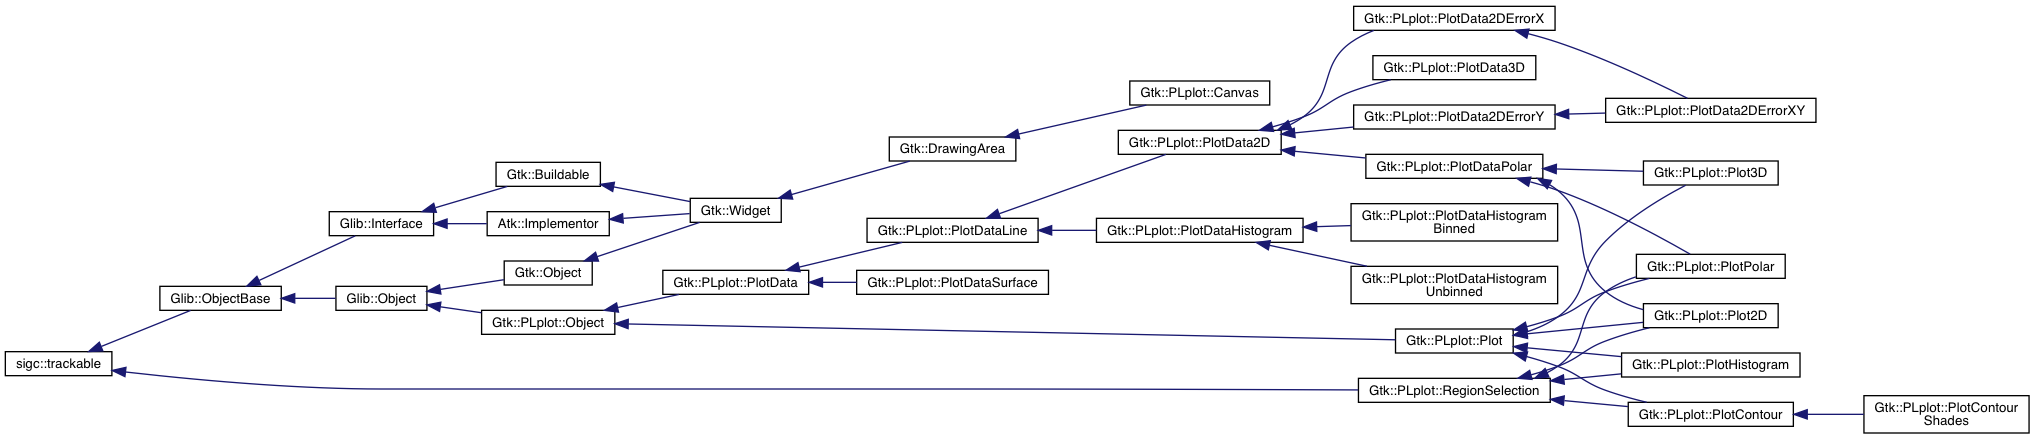 Gtk::PLplot::PlotData2DErrorX
Gtk::PLplot::PlotData3D
Gtk::PLplot::Canvas
Gtk::PLplot::PlotData2DErrorXY
Gtk::PLplot::PlotData2DErrorY
Gtk::PLplot::PlotData2D
Gtk::DrawingArea
Gtk::PLplot::PlotDataPolar
Gtk::PLplot::Plot3D
Gtk::Buildable
Gtk::Widget
Glib::Interface
Atk::Implementor
Gtk::PLplot::PlotDataHistogram
Binned
Gtk::PLplot::PlotDataLine
Gtk::PLplot::PlotDataHistogram
Gtk::PLplot::PlotPolar
Gtk::Object
Gtk::PLplot::PlotData
Gtk::PLplot::PlotDataSurface
Gtk::PLplot::PlotDataHistogram
Unbinned
Glib::ObjectBase
Glib::Object
Gtk::PLplot::Plot2D
Gtk::PLplot::Object
Gtk::PLplot::Plot
sigc::trackable
Gtk::PLplot::PlotHistogram
Gtk::PLplot::RegionSelection
Gtk::PLplot::PlotContour
Gtk::PLplot::PlotContour
Shades